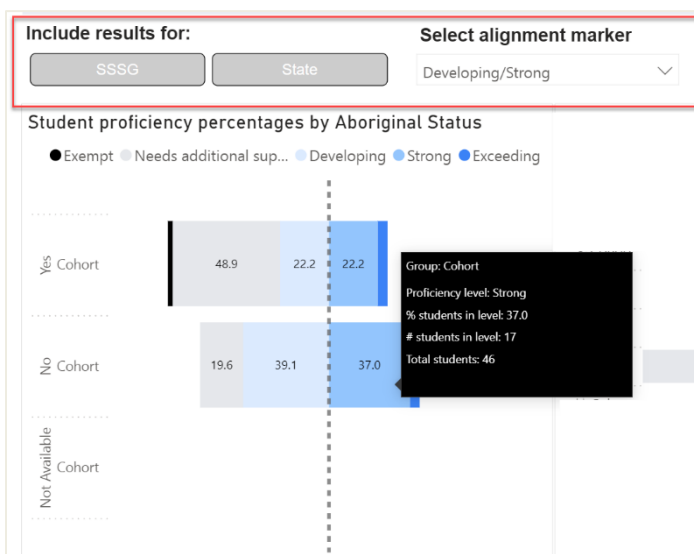 Include results for:
Select alignment marker
SSSG
State
Developing/Strong
Student proficiency percentages by Aboriginal Status
Exempt Needs additional sup... Developing Strong Exceeding
Yes
Cohort
48.9
22.2
22.2
Group: Cohort
Proficiency level: Strong
% students in level: 37.0
# students in level: 17
Total students: 46
No
Cohort
19.6
39.1
37.0
Not Available
Cohort